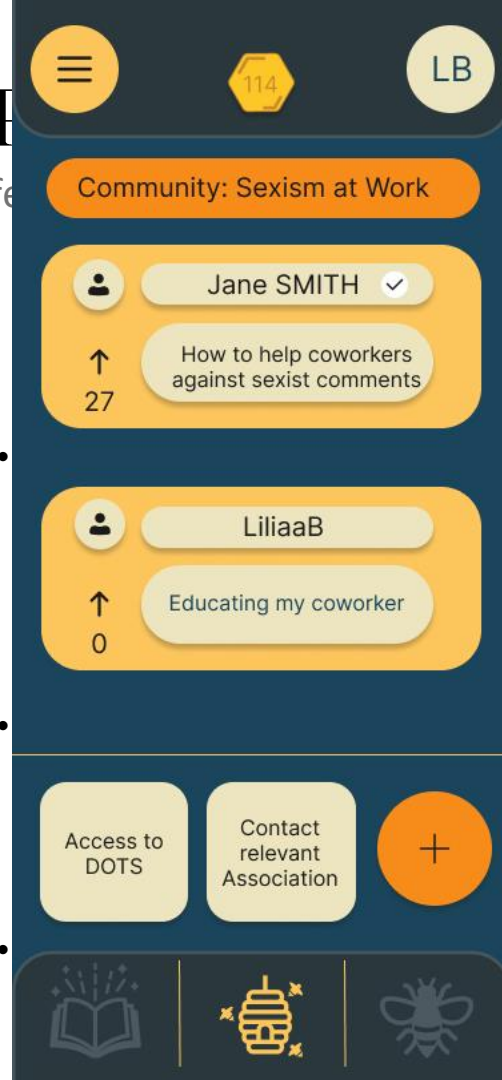 114
LB
Community: Sexism at Work
Jane SMITH
How to help coworkers
against sexist comments
27
LiliaaB
Educating my coworker
0
Access to
DOTS
Contact
relevant
Association
+